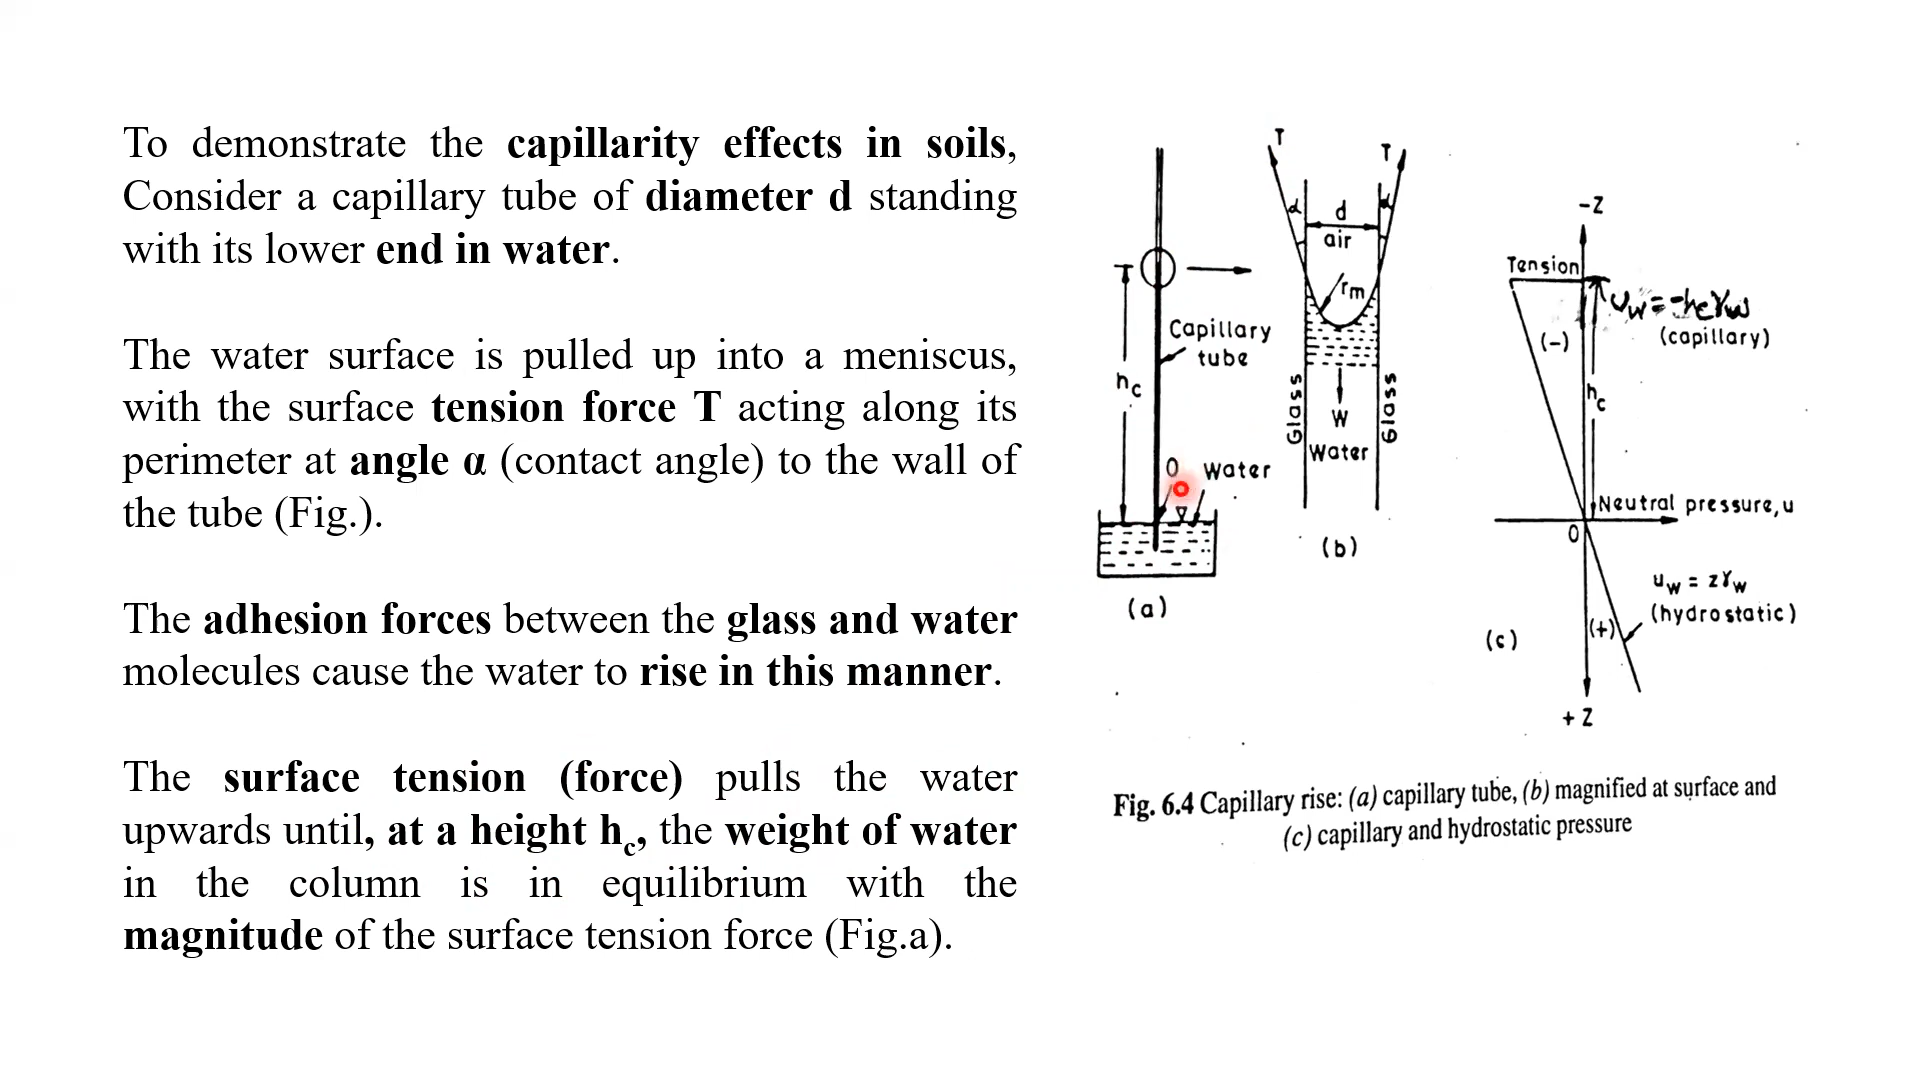 To demonstrate the capillarity effects in soils,
Consider a capillary tube of diameter d standing
with its lower end in water.
The water surface is pulled up into a meniscus,
with the surface tension force T acting along its
perimeter at angle α (contact angle) to the wall of
the tube (Fig.).
The adhesion forces between the glass and water
molecules cause the water to rise in this manner.
The surface tension (force) pulls the water
upwards until, at a height hc, the weight of water
in the column is in equilibrium with the
magnitude of the surface tension force (Fig.a).
hc
Capillary
tube
O
Water
(a)
T
T
α
α
d
air
rm
Glass
Glass
W
Water
(b)
-Z
Tension
uw = -hcγw
(capillary)
(-)
hc
Neutral pressure, u
O
uw = zγw
(hydrostatic)
(+)
(c)
+ Z
Fig. 6.4 Capillary rise: (a) capillary tube, (b) magnified at surface and
(c) capillary and hydrostatic pressure